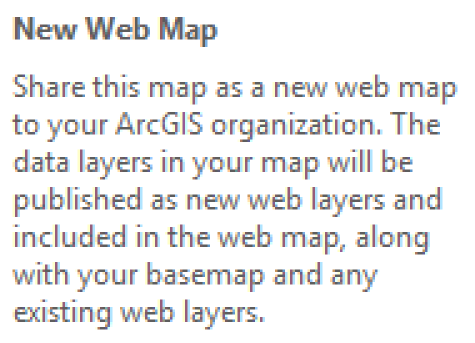 New Web Map
Share this map as a new web map
to your ArcGIS organization. The
data layers in your map will be
published as new web layers and
included in the web map, along
with your basemap and any
existing web layers.